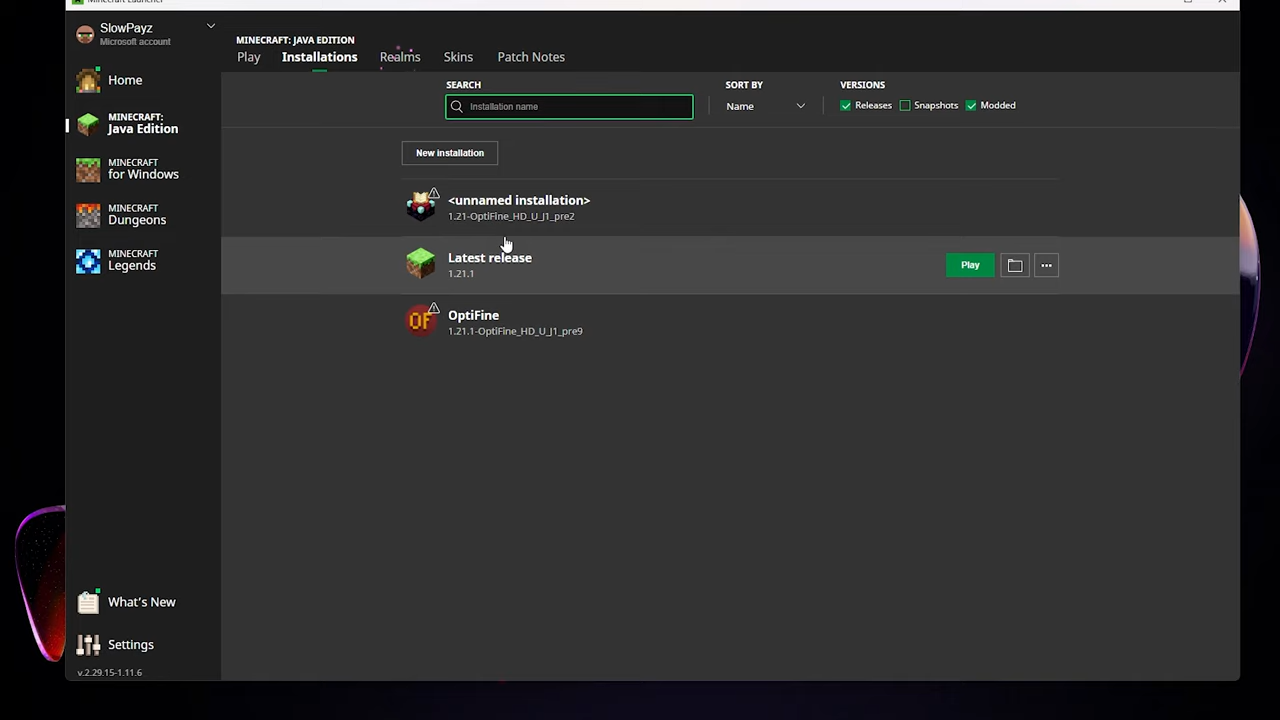 Minecraft Launcher
SlowPayz
Microsoft account
Home
MINECRAFT:
Java Edition
MINECRAFT
for Windows
MINECRAFT
Dungeons
MINECRAFT
Legends
What's New
Settings
v.2.29.15-1.11.6
MINECRAFT: JAVA EDITION
Play Installations Realms Skins Patch Notes
SEARCH SORT BY VERSIONS
Installation name Name Releases Snapshots Modded
New installation
<unnamed installation>
1.21-OptiFine_HD_U_J1_pre2
Latest release
1.21.1
Play
OptiFine
OF
1.21.1-OptiFine_HD_U_J1_pre9